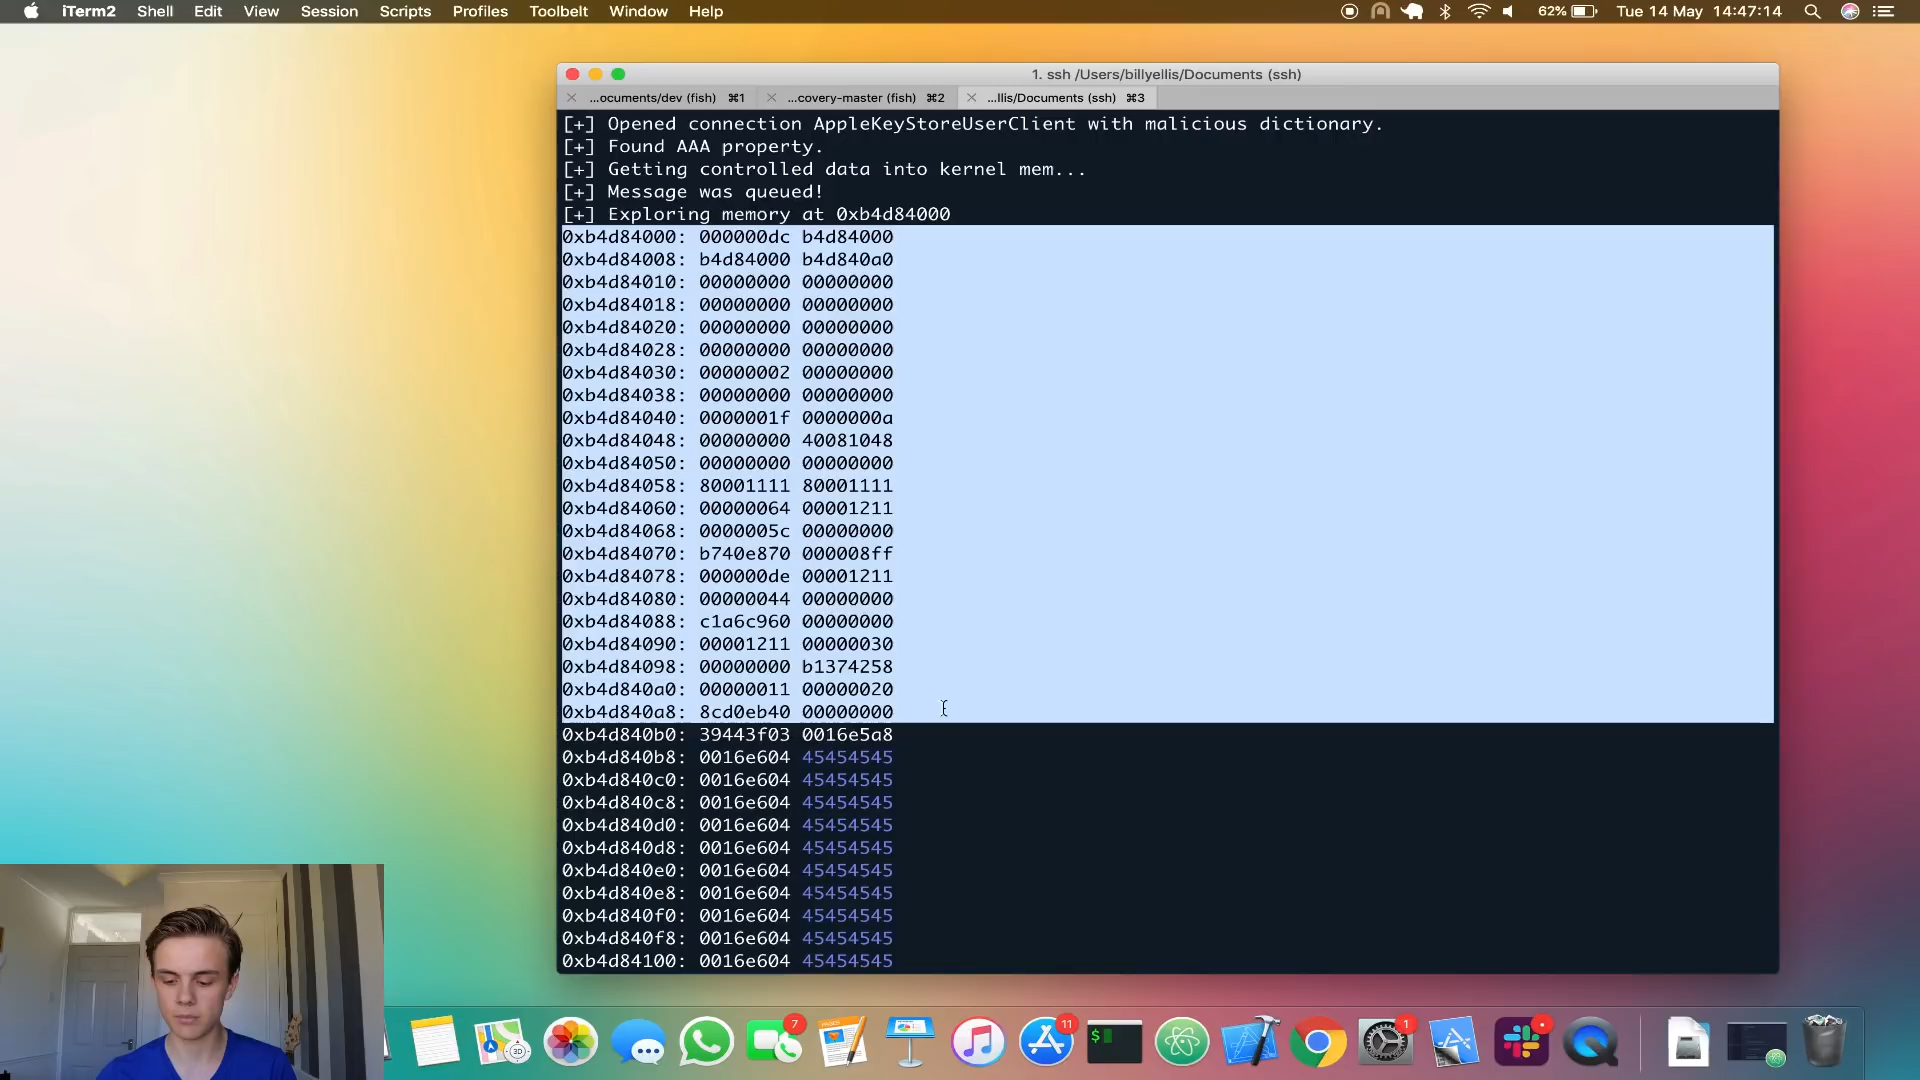 iTerm2 Shell Edit View Session Scripts Profiles Toolbelt Window Help 62% Tue 14 May 14:47:14
1. ssh /Users/billyellis/Documents (ssh)
...ocuments/dev (fish) ⌘1 ...covery-master (fish) ⌘2 ...llis/Documents (ssh) ⌘3
[+] Opened connection AppleKeyStoreUserClient with malicious dictionary.
[+] Found AAA property.
[+] Getting controlled data into kernel mem...
[+] Message was queued!
[+] Exploring memory at 0xb4d84000
0xb4d84000: 000000dc b4d84000
0xb4d84008: b4d84000 b4d840a0
0xb4d84010: 00000000 00000000
0xb4d84018: 00000000 00000000
0xb4d84020: 00000000 00000000
0xb4d84028: 00000000 00000000
0xb4d84030: 00000002 00000000
0xb4d84038: 00000000 00000000
0xb4d84040: 0000001f 0000000a
0xb4d84048: 00000000 40081048
0xb4d84050: 00000000 00000000
0xb4d84058: 80001111 80001111
0xb4d84060: 00000064 00001211
0xb4d84068: 0000005c 00000000
0xb4d84070: b740e870 000008ff
0xb4d84078: 000000de 00001211
0xb4d84080: 00000044 00000000
0xb4d84088: c1a6c960 00000000
0xb4d84090: 00001211 00000030
0xb4d84098: 00000000 b1374258
0xb4d840a0: 00000011 00000020
0xb4d840a8: 8cd0eb40 00000000
0xb4d840b0: 39443f03 0016e5a8
0xb4d840b8: 0016e604 45454545
0xb4d840c0: 0016e604 45454545
0xb4d840c8: 0016e604 45454545
0xb4d840d0: 0016e604 45454545
0xb4d840d8: 0016e604 45454545
0xb4d840e0: 0016e604 45454545
0xb4d840e8: 0016e604 45454545
0xb4d840f0: 0016e604 45454545
0xb4d840f8: 0016e604 45454545
0xb4d84100: 0016e604 45454545
3D 7 PAGES 11 $ 1